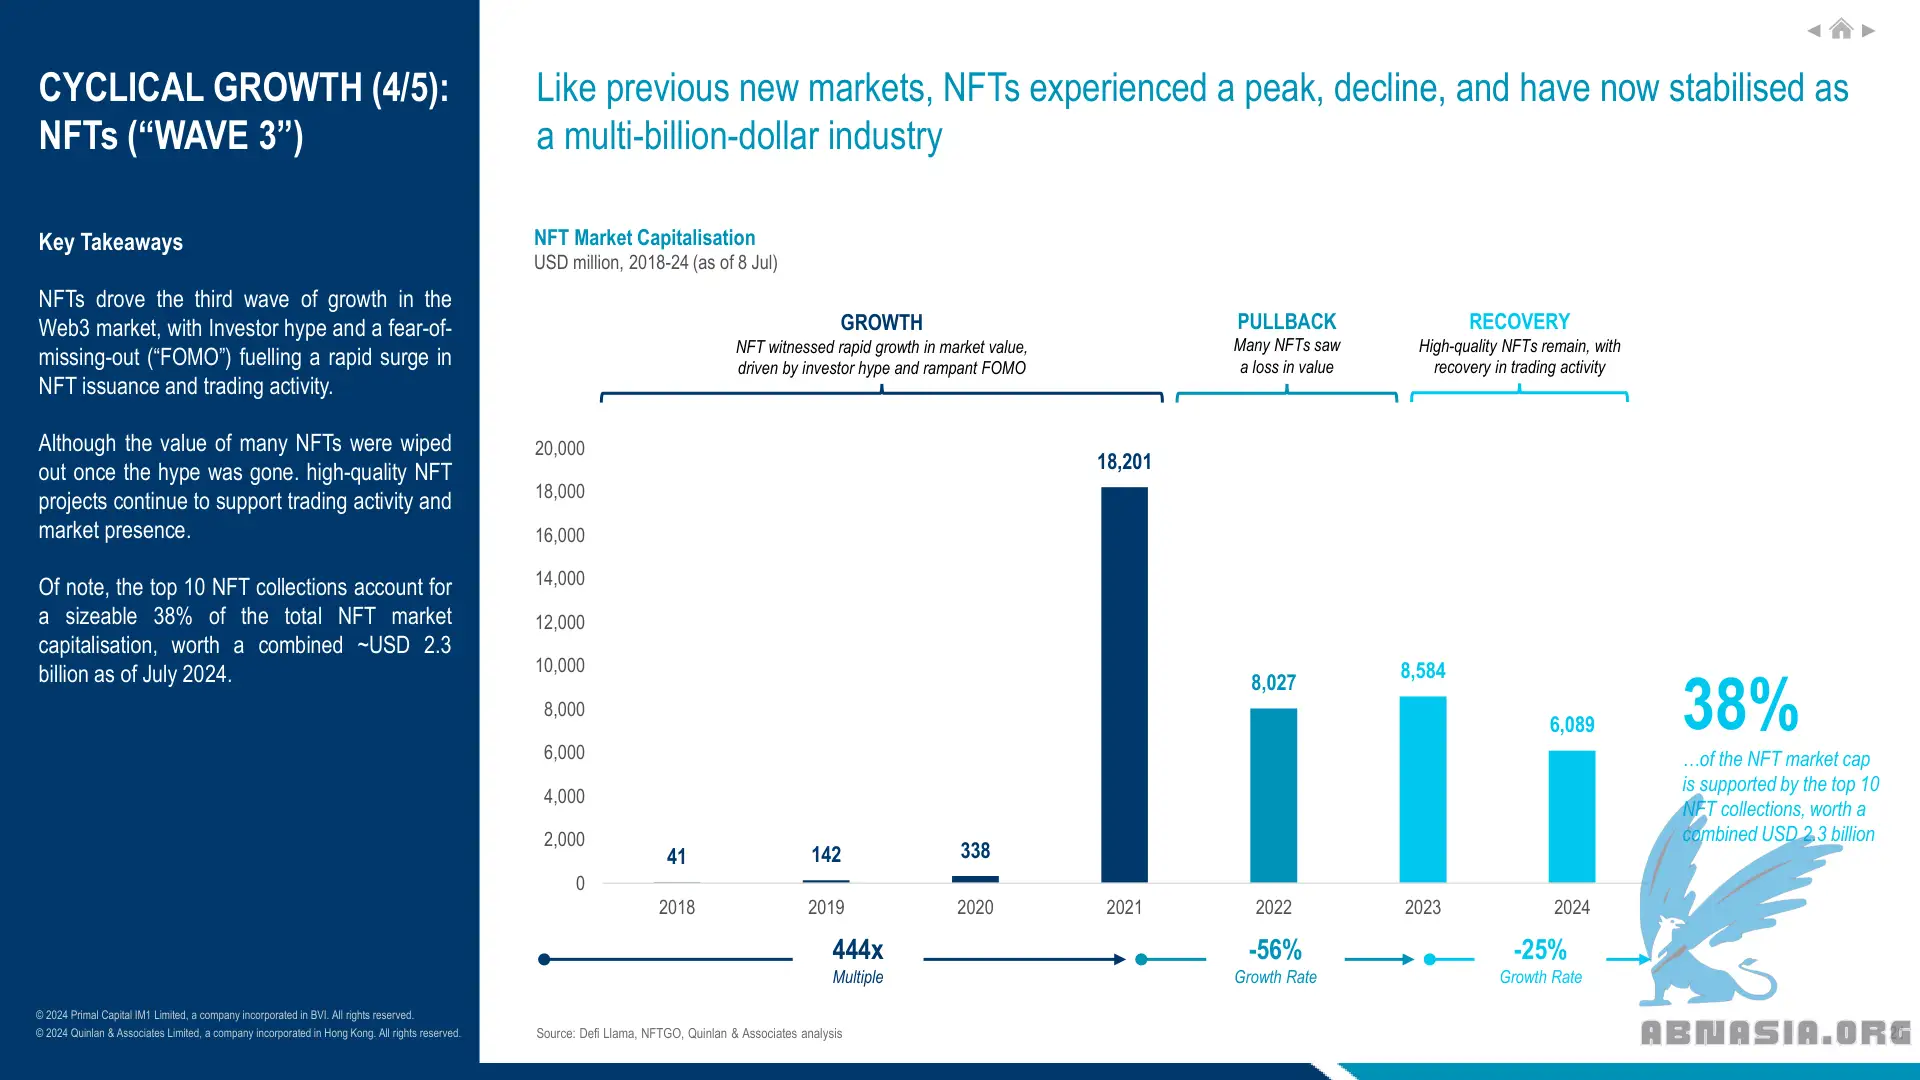 CYCLICAL GROWTH (4/5):
NFTs (“WAVE 3”)
Key Takeaways
NFTs drove the third wave of growth in the
Web3 market, with Investor hype and a fear-of-
missing-out (“FOMO”) fuelling a rapid surge in
NFT issuance and trading activity.
Although the value of many NFTs were wiped
out once the hype was gone. high-quality NFT
projects continue to support trading activity and
market presence.
Of note, the top 10 NFT collections account for
a sizeable 38% of the total NFT market
capitalisation, worth a combined ~USD 2.3
billion as of July 2024.
© 2024 Primal Capital IM1 Limited, a company incorporated in BVI. All rights reserved.
© 2024 Quinlan & Associates Limited, a company incorporated in Hong Kong. All rights reserved.
Like previous new markets, NFTs experienced a peak, decline, and have now stabilised as
a multi-billion-dollar industry
NFT Market Capitalisation
USD million, 2018-24 (as of 8 Jul)
GROWTH
NFT witnessed rapid growth in market value,
driven by investor hype and rampant FOMO
PULLBACK
Many NFTs saw
a loss in value
RECOVERY
High-quality NFTs remain, with
recovery in trading activity
20,000
18,000
16,000
14,000
12,000
10,000
8,000
6,000
4,000
2,000
0
41
142
338
18,201
8,027
8,584
6,089
2018
2019
2020
2021
2022
2023
2024
444x
Multiple
-56%
Growth Rate
-25%
Growth Rate
38%
…of the NFT market cap
is supported by the top 10
NFT collections, worth a
combined USD 2.3 billion
Source: Defi Llama, NFTGO, Quinlan & Associates analysis
ABNASIA.ORG